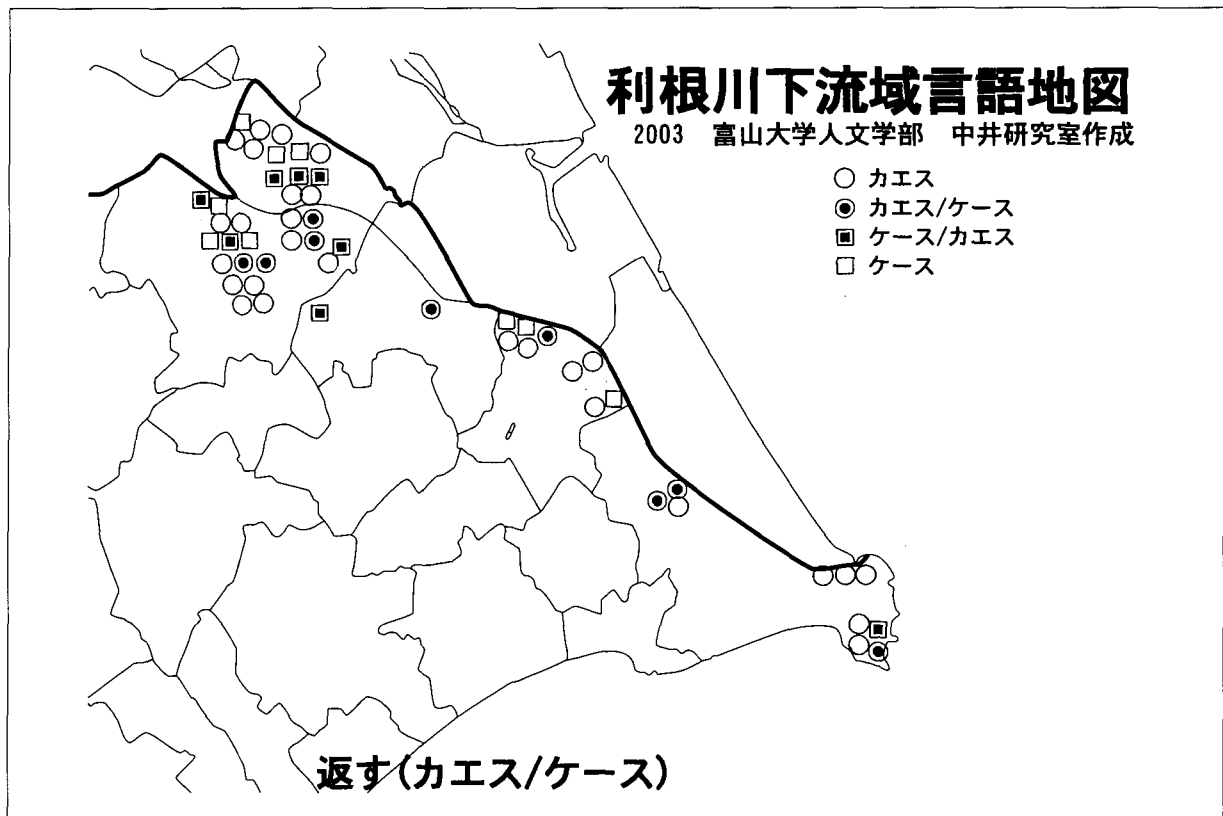 利根川下流域言語地図
2003 富山大学人文学部 中井研究室作成
カエス
カエス/ケース
ケース/カエス
ケース
返す(カエス/ケース)